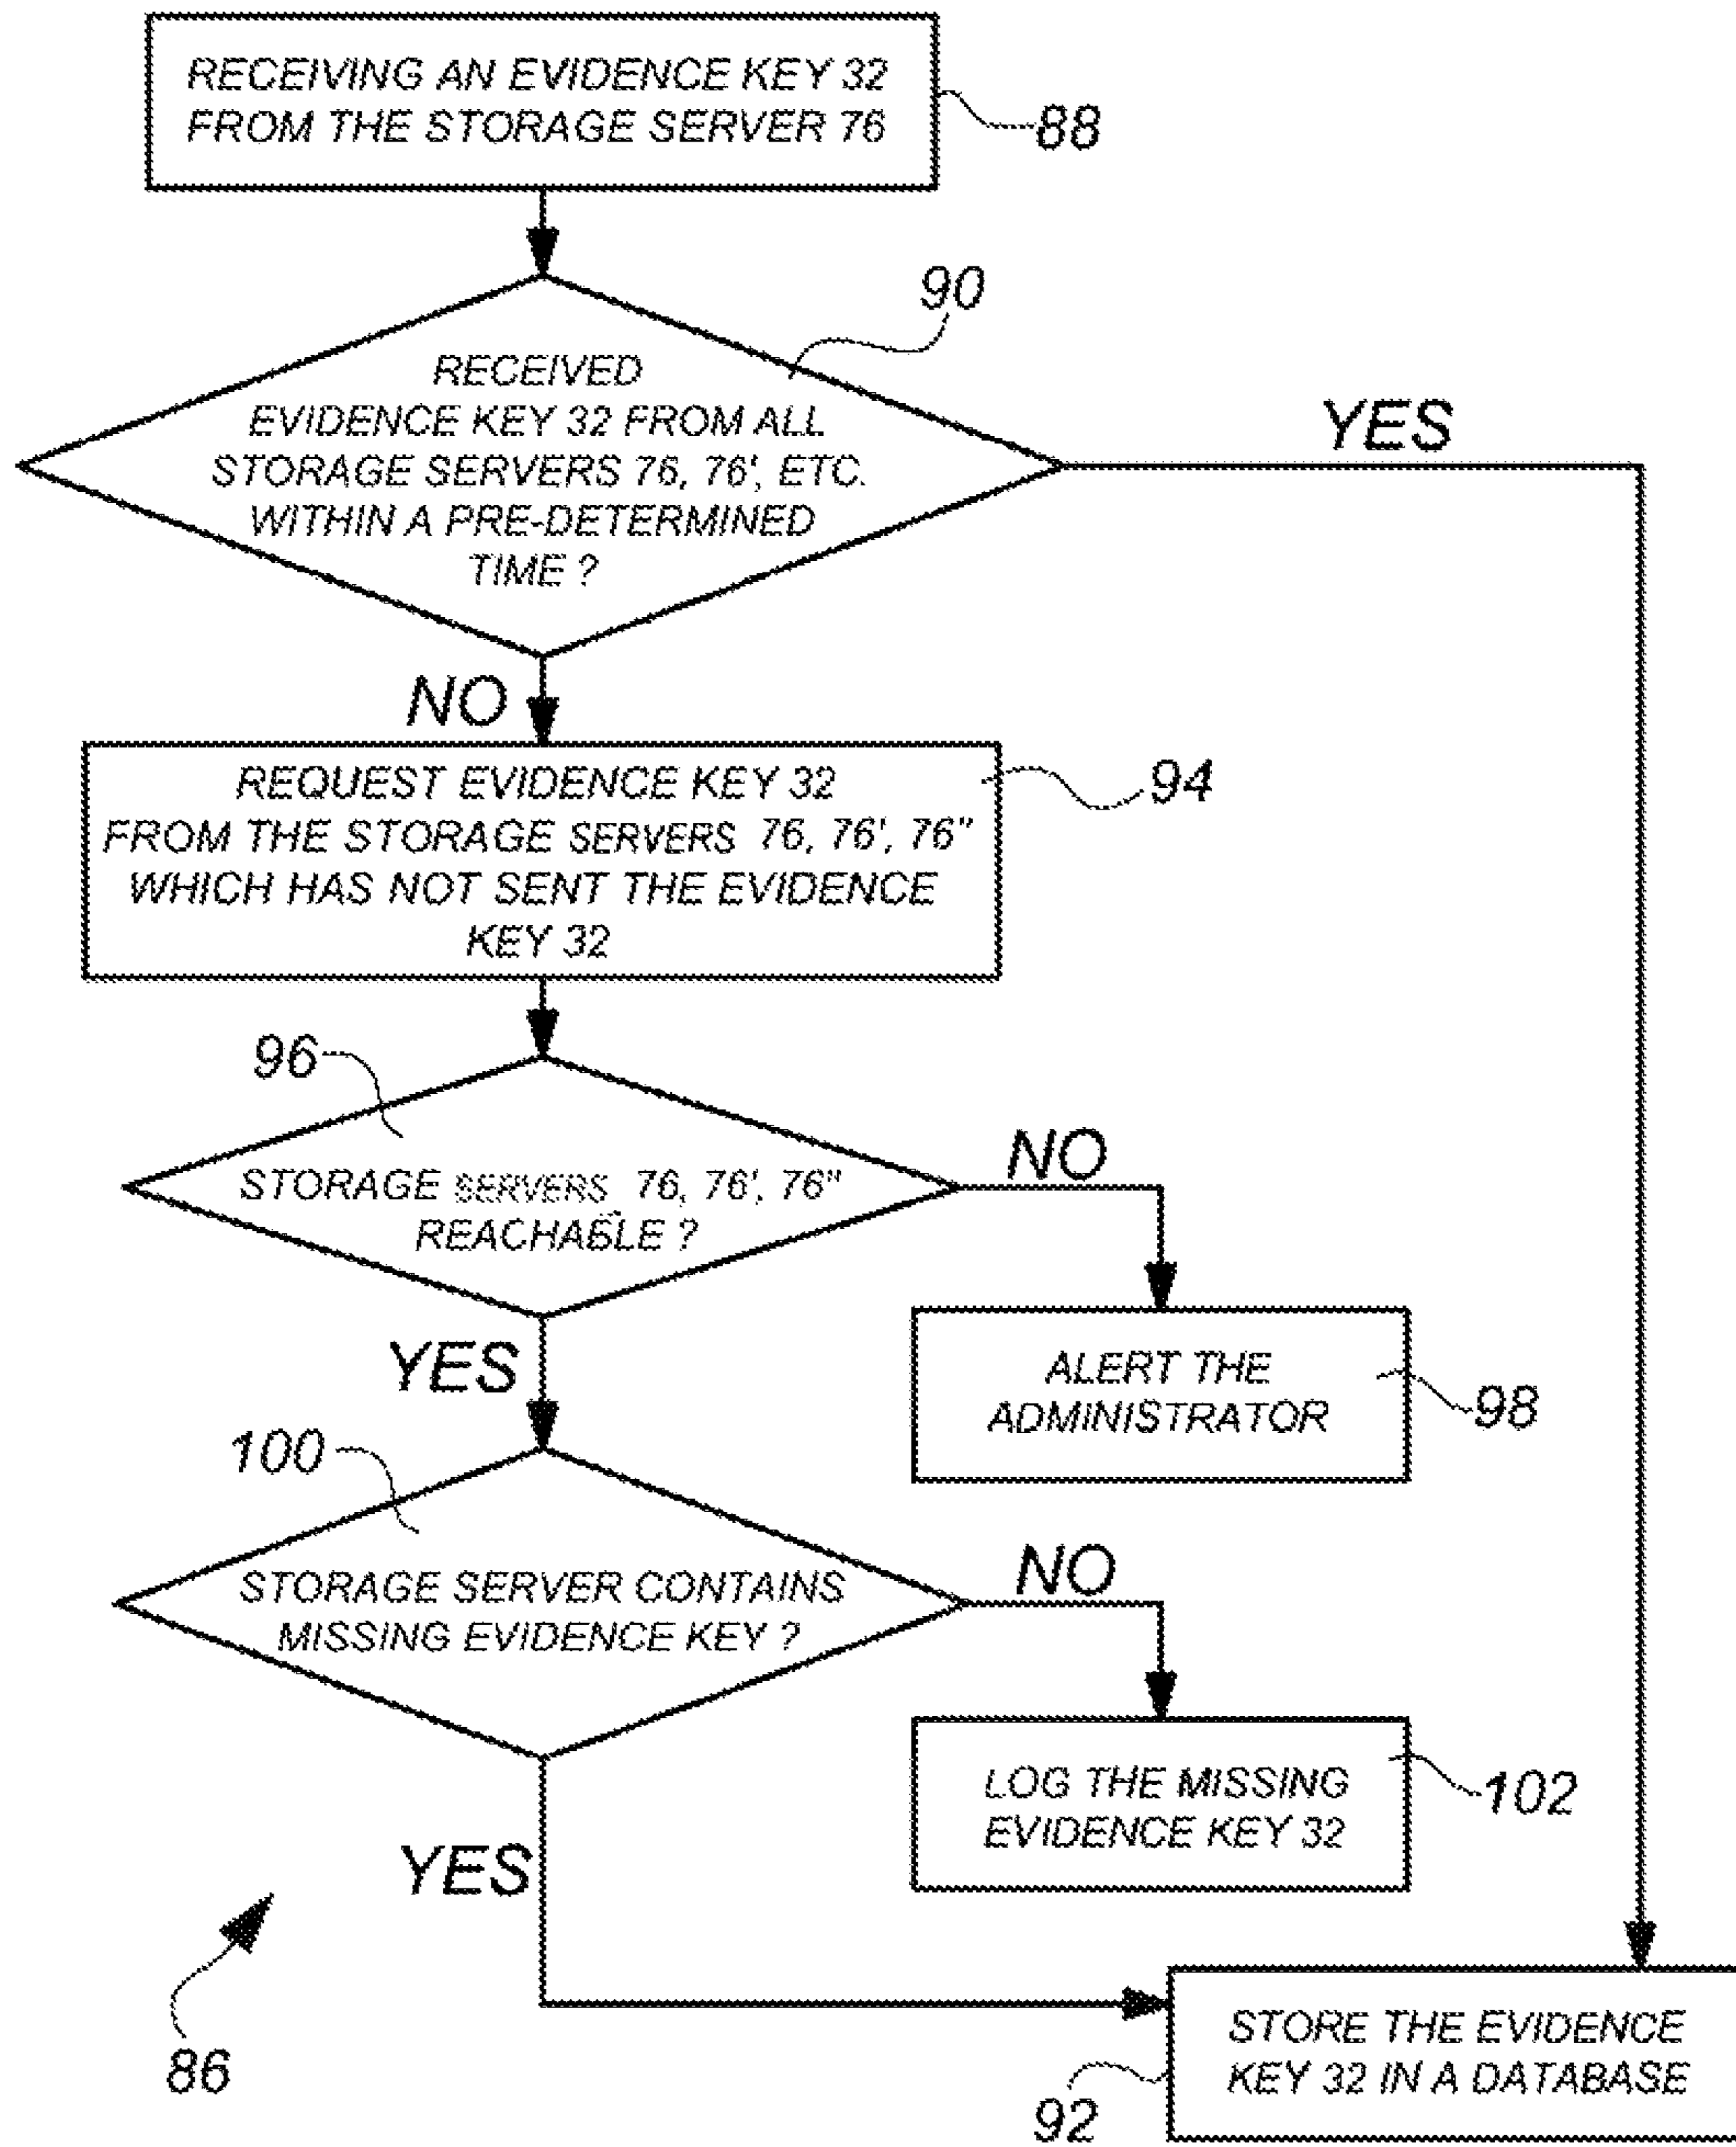 RECEIVING AN EVIDENCE KEY 32
FROM THE STORAGE SERVER 76
88
90
RECEIVED
EVIDENCE KEY 32 FROM ALL
STORAGE SERVERS 76, 76', ETC.
WITHIN A PRE-DETERMINED
TIME ?
YES
NO
REQUEST EVIDENCE KEY 32
FROM THE STORAGE SERVERS 76, 76', 76"
WHICH HAS NOT SENT THE EVIDENCE
KEY 32
94
96
STORAGE SERVERS 76, 76', 76"
REACHABLE ?
NO
YES
ALERT THE
ADMINISTRATOR
98
100
STORAGE SERVER CONTAINS
MISSING EVIDENCE KEY ?
NO
LOG THE MISSING
EVIDENCE KEY 32
102
YES
86
STORE THE EVIDENCE
KEY 32 IN A DATABASE
92